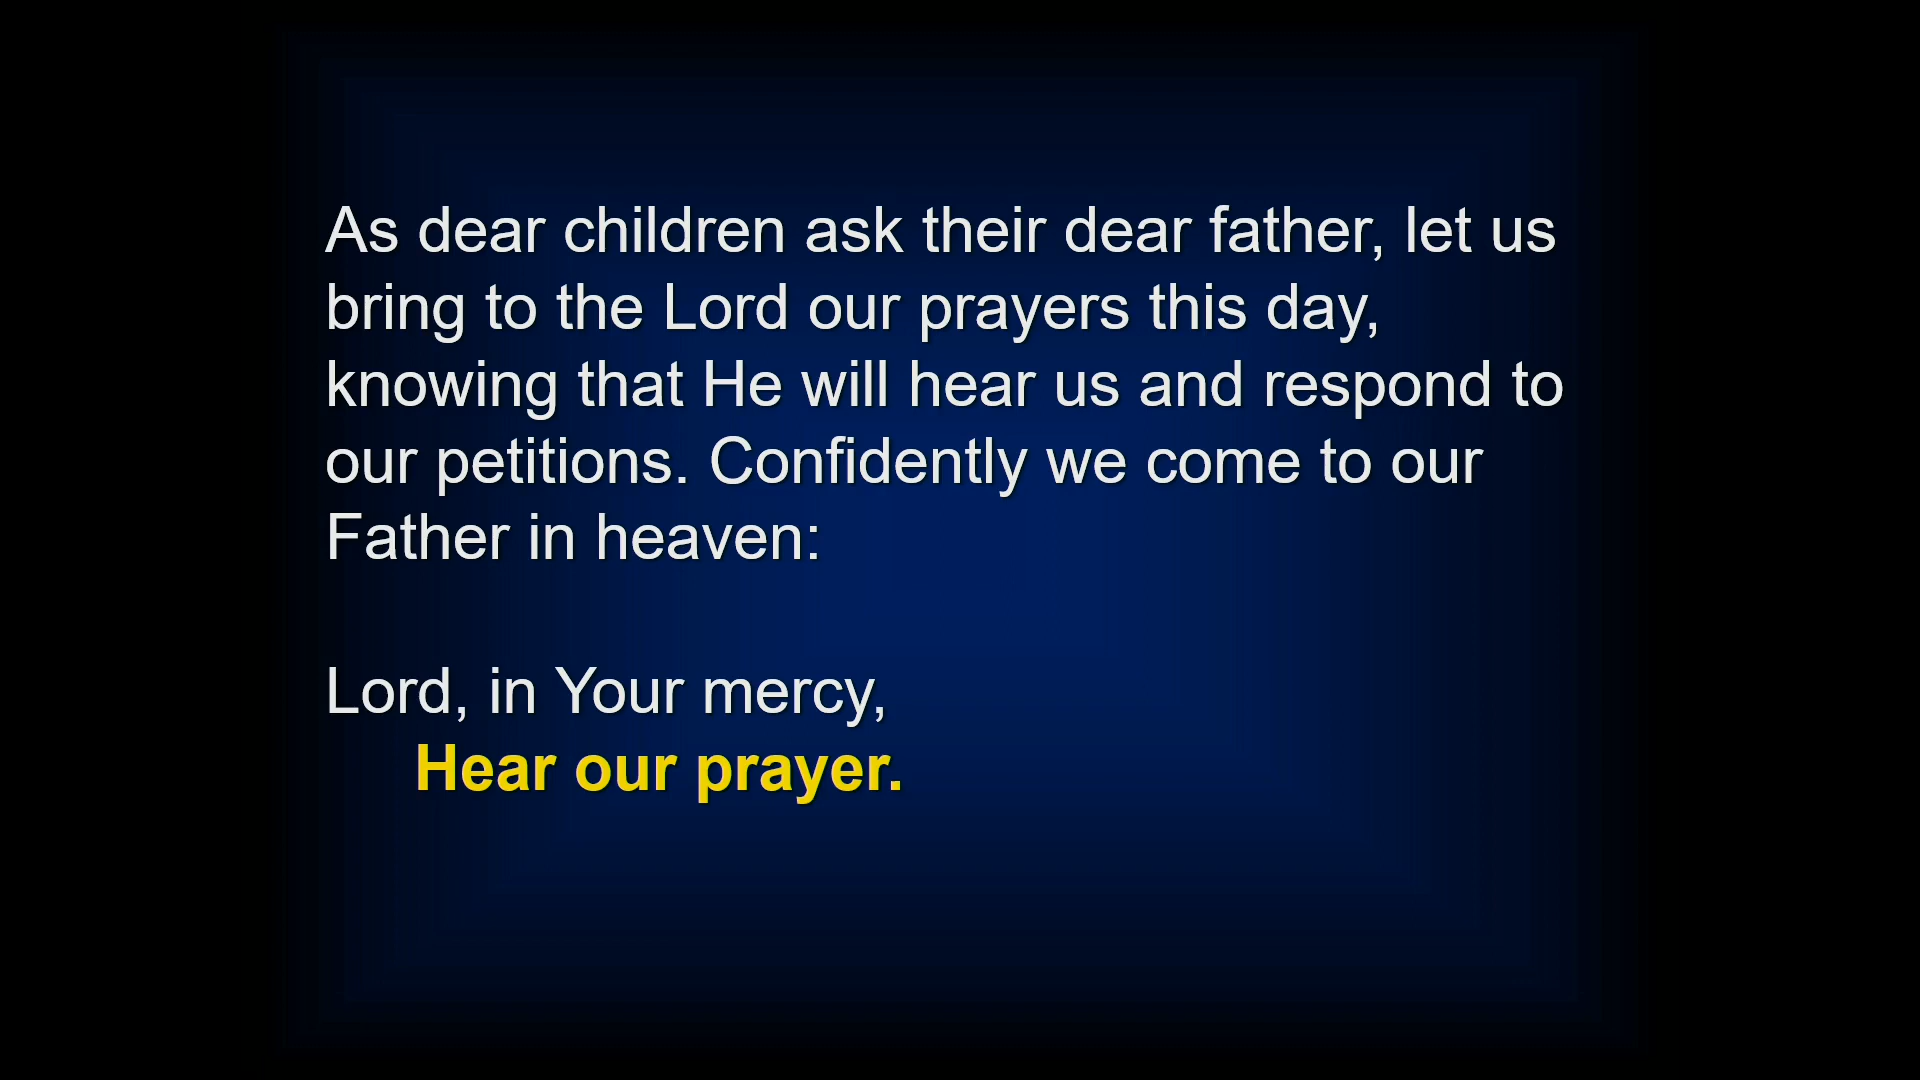 As dear children ask their dear father, let us
bring to the Lord our prayers this day,
knowing that He will hear us and respond to
our petitions. Confidently we come to our
Father in heaven:
Lord, in Your mercy,
Hear our prayer.